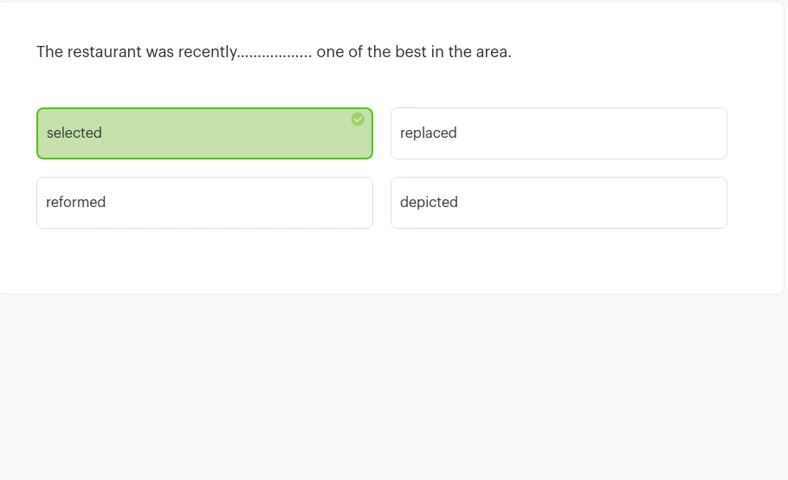 The restaurant was recently.................. one of the best in the area.
selected
replaced
reformed
depicted